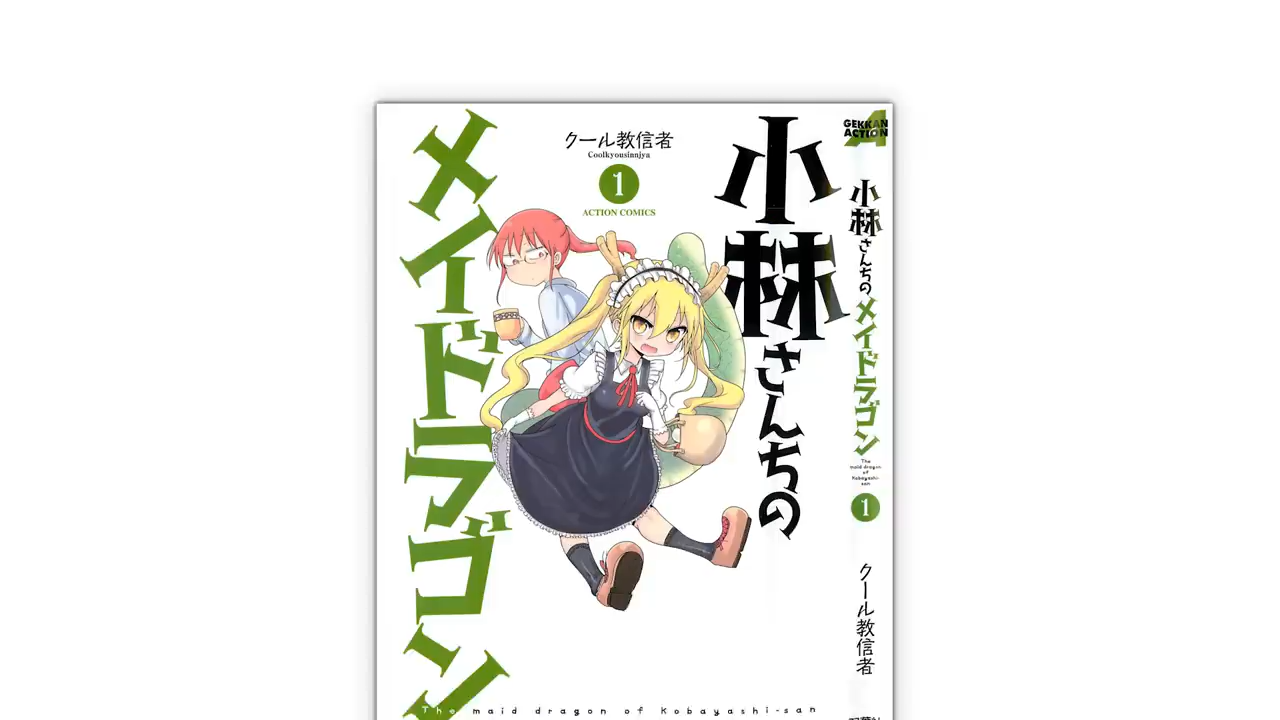 小林さんちの
メイドラゴン
クール教信者
Coolkyousinnjya
1
ACTION COMICS
The maid dragon of Kobayashi-san
GEKKAN
ACTION
小林さんちのメイドラゴン
The
maid dragon
of
Kobayashi-
san
1
クール教信者